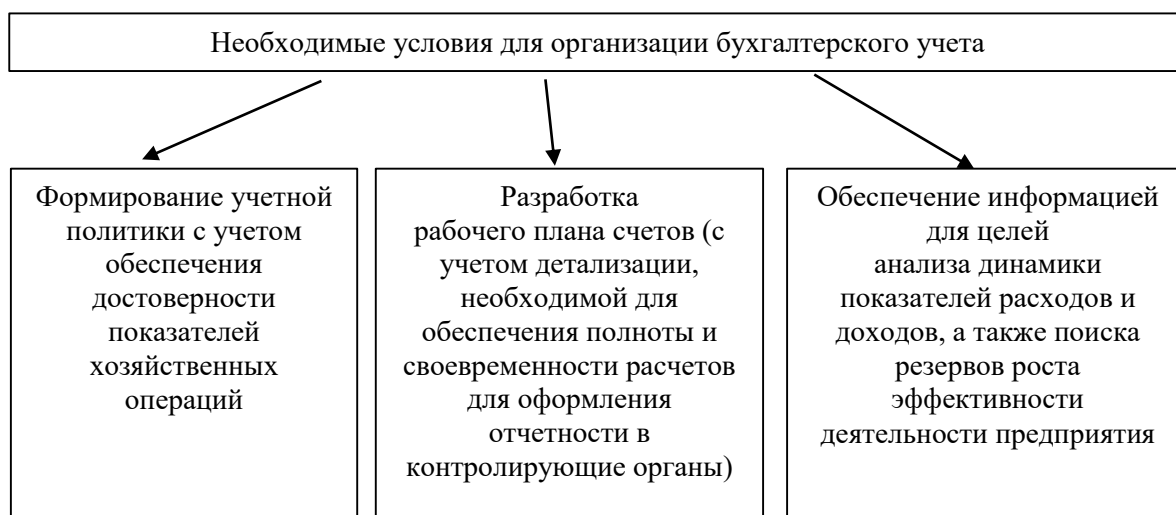 Необходимые условия для организации бухгалтерского учета
Формирование учетной
политики с учетом
обеспечения
достоверности
показателей
хозяйственных
операций
Разработка
рабочего плана счетов (с
учетом детализации,
необходимой для
обеспечения полноты и
своевременности расчетов
для оформления
отчетности в
контролирующие органы)
Обеспечение информацией
для целей
анализа динамики
показателей расходов и
доходов, а также поиска
резервов роста
эффективности
деятельности предприятия